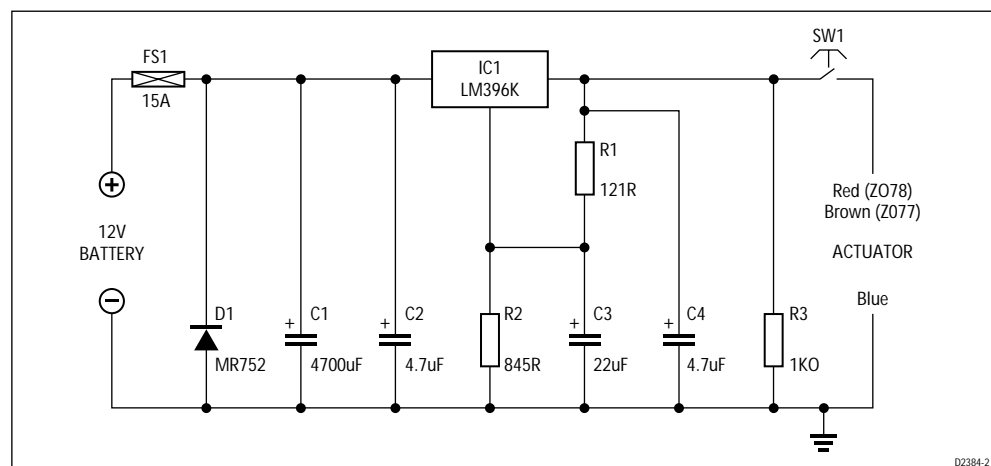 FS1
15A
IC1
LM396K
SW1
R1
121R
Red (ZO78)
Brown (Z077)
12V
BATTERY
ACTUATOR
Blue
D1
MR752
+
C1
4700uF
+
C2
4.7uF
R2
845R
+
C3
22uF
+
C4
4.7uF
R3
1KO
D2384-2